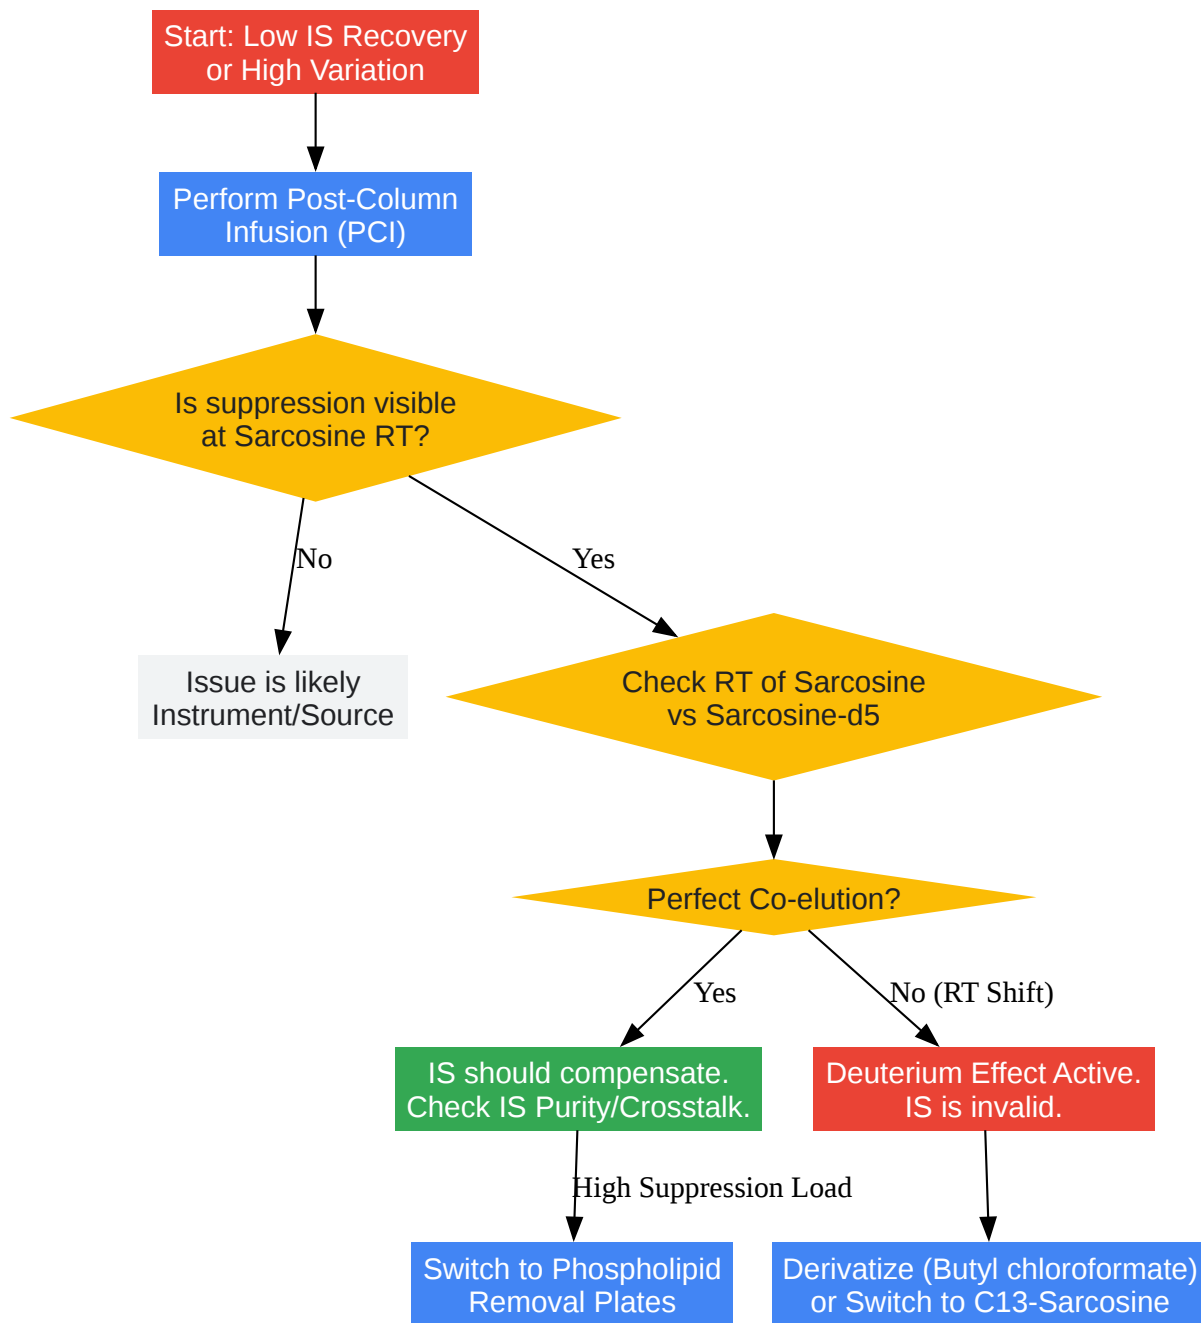 Start: Low IS Recovery
or High Variation
Perform Post-Column
Infusion (PCI)
Is suppression visible
at Sarcosine RT?
No
Yes
Issue is likely
Instrument/Source
Check RT of Sarcosine
vs Sarcosine-d5
Perfect Co-elution?
Yes
No (RT Shift)
IS should compensate.
Check IS Purity/Crosstalk.
Deuterium Effect Active.
IS is invalid.
High Suppression Load
Switch to Phospholipid
Removal Plates
Derivatize (Butyl chloroformate)
or Switch to C13-Sarcosine